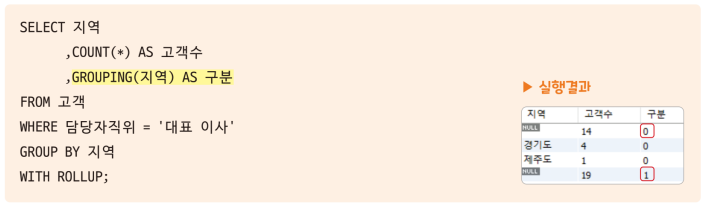 SELECT 지역
,COUNT(*) AS 고객수
,GROUPING(지역) AS 구분
FROM 고객
WHERE 담당자직위 = '대표 이사'
GROUP BY 지역
WITH ROLLUP;
▶ 실행결과
지역 고객수 구분
NULL 14 0
경기도 4 0
제주도 1 0
NULL 19 1